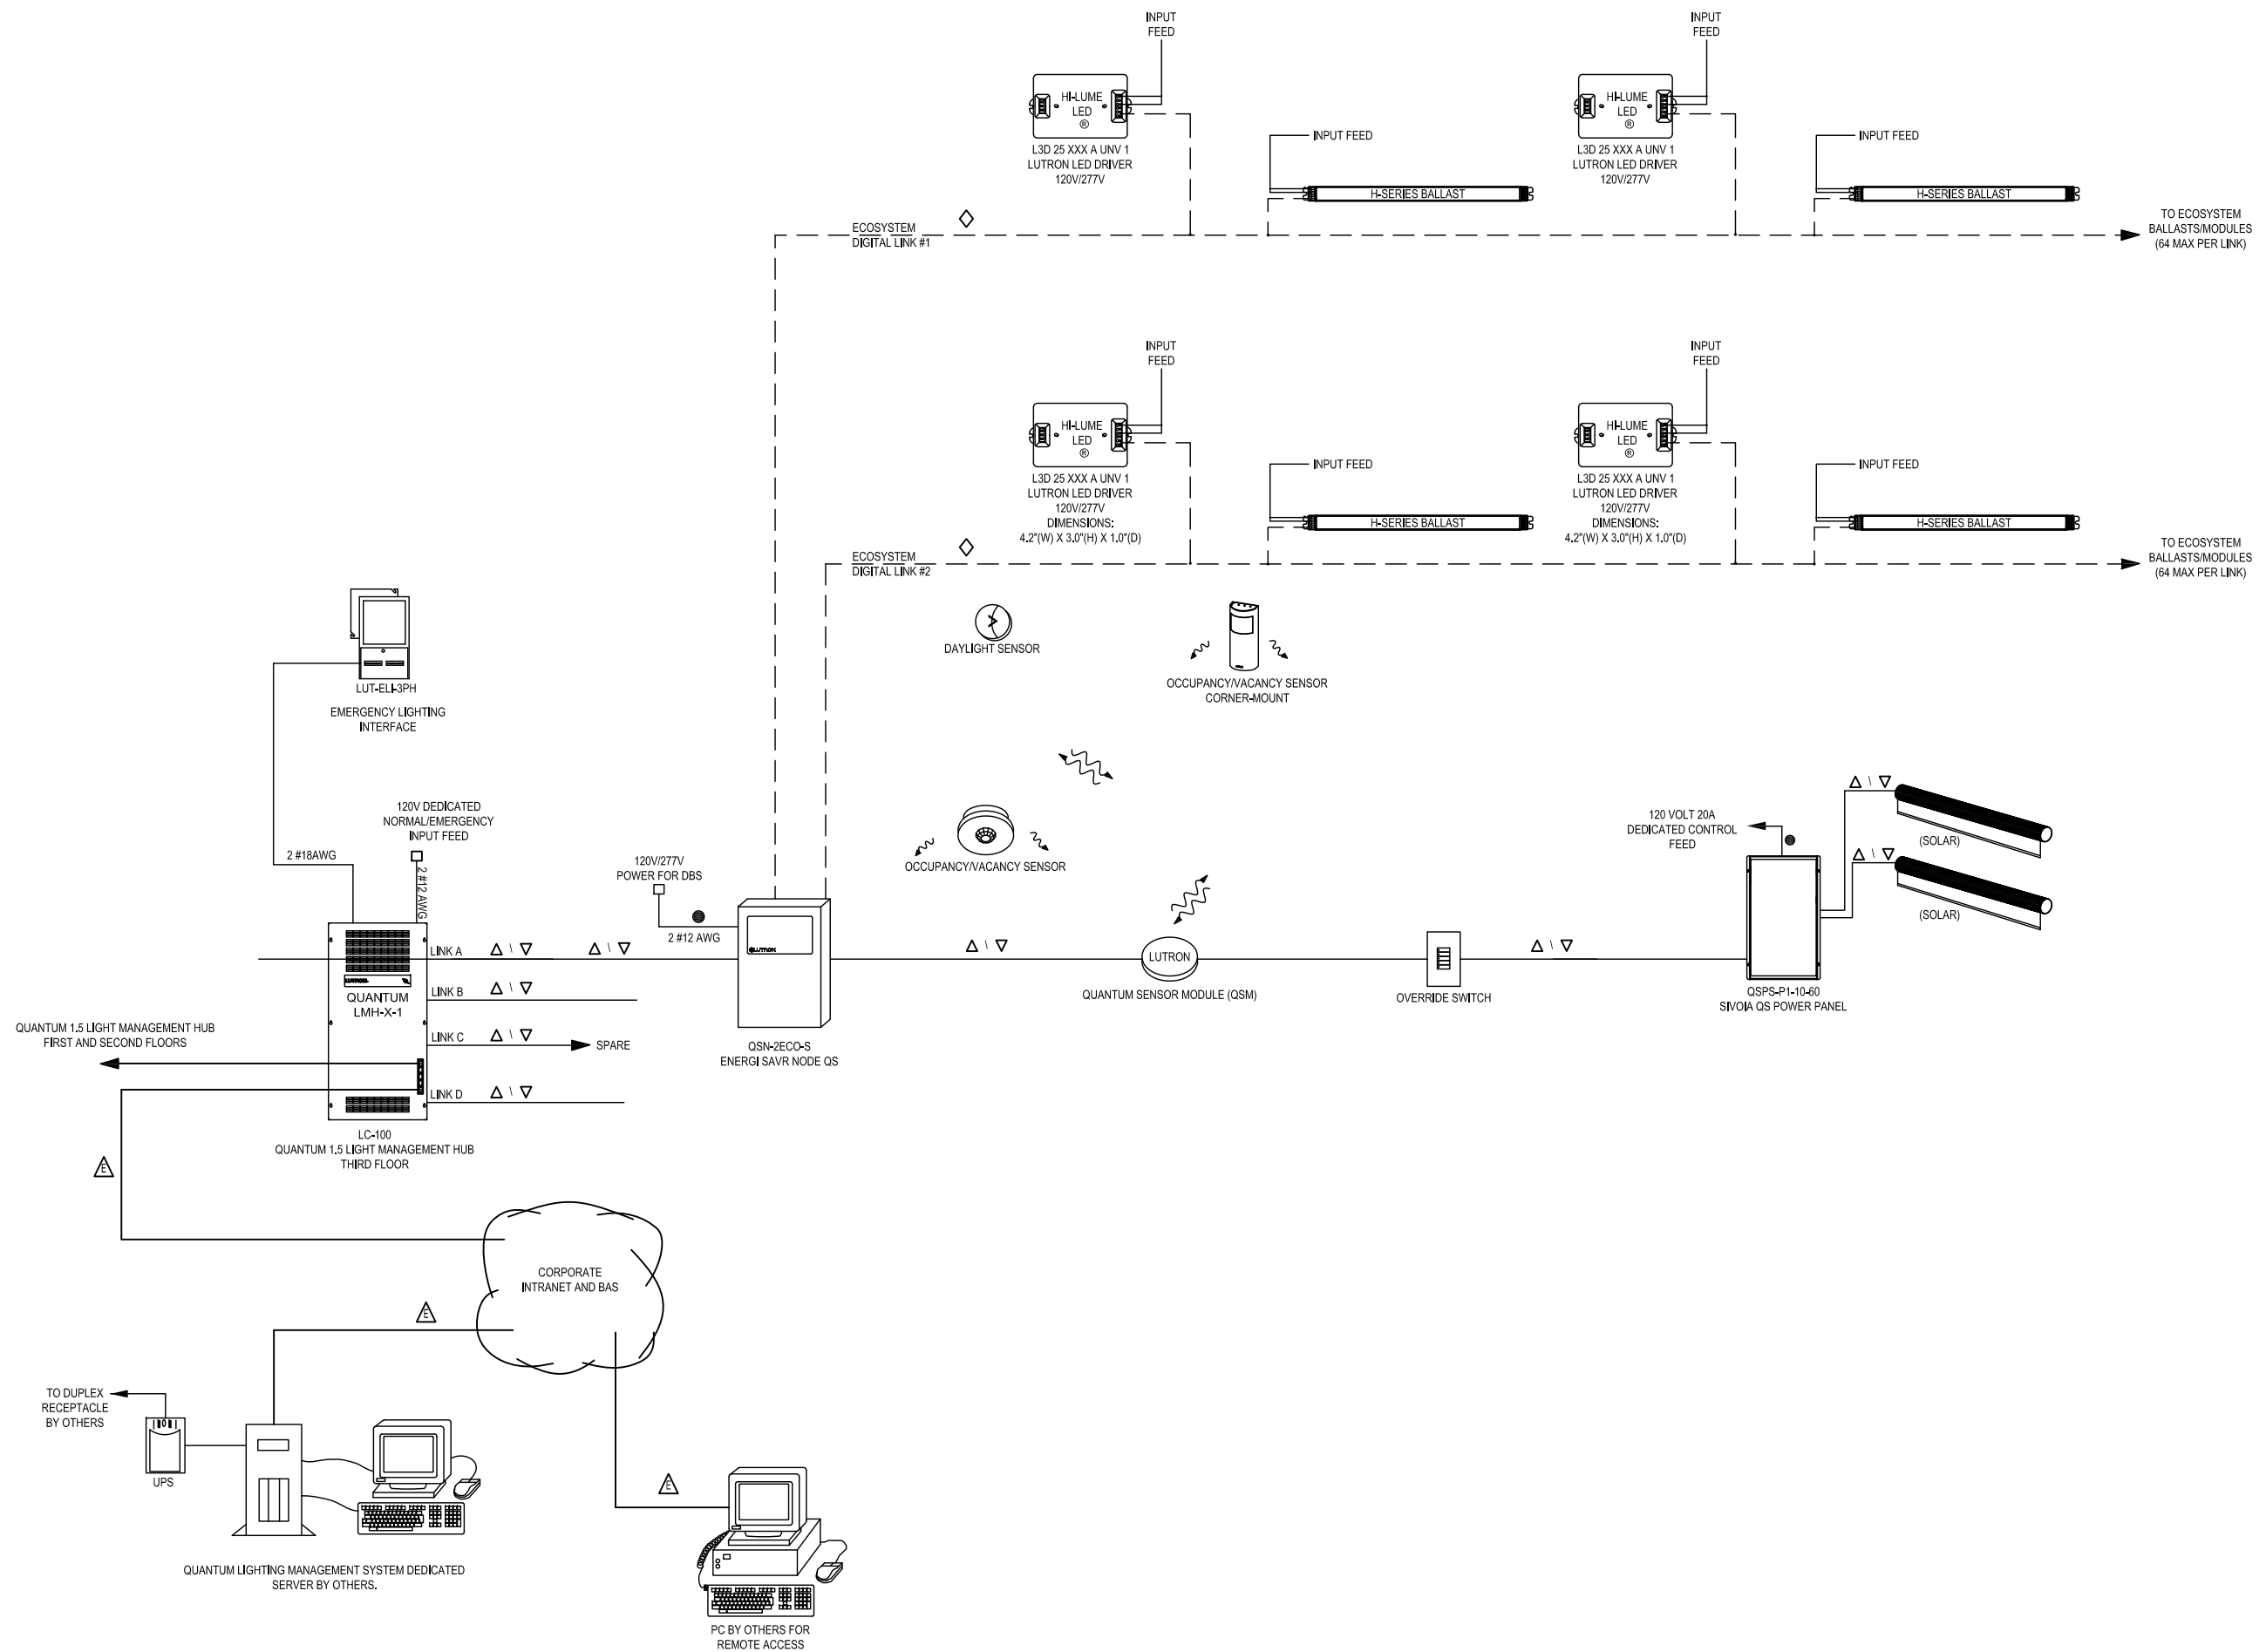 INPUT
FEED
HI-LUME
LED
®
L3D 25 XXX A UNV 1
LUTRON LED DRIVER
120V/277V
INPUT FEED
H-SERIES BALLAST
INPUT
FEED
HI-LUME
LED
®
L3D 25 XXX A UNV 1
LUTRON LED DRIVER
120V/277V
INPUT FEED
H-SERIES BALLAST
ECOSYSTEM
DIGITAL LINK #1
TO ECOSYSTEM
BALLASTS/MODULES
(64 MAX PER LINK)
INPUT
FEED
HI-LUME
LED
®
L3D 25 XXX A UNV 1
LUTRON LED DRIVER
120V/277V
DIMENSIONS:
4.2"(W) X 3.0"(H) X 1.0"(D)
INPUT FEED
H-SERIES BALLAST
INPUT
FEED
HI-LUME
LED
®
L3D 25 XXX A UNV 1
LUTRON LED DRIVER
120V/277V
DIMENSIONS:
4.2"(W) X 3.0"(H) X 1.0"(D)
INPUT FEED
H-SERIES BALLAST
ECOSYSTEM
DIGITAL LINK #2
TO ECOSYSTEM
BALLASTS/MODULES
(64 MAX PER LINK)
DAYLIGHT SENSOR
OCCUPANCY/VACANCY SENSOR
CORNER-MOUNT
LUT-ELI-3PH
EMERGENCY LIGHTING
INTERFACE
120V DEDICATED
NORMAL/EMERGENCY
INPUT FEED
2 #18AWG
2 #12 AWG
120V/277V
POWER FOR DBS
2 #12 AWG
OCCUPANCY/VACANCY SENSOR
120 VOLT 20A
DEDICATED CONTROL
FEED
(SOLAR)
(SOLAR)
LUTRON
QUANTUM
LMH-X-1
LINK A
LINK B
LINK C
SPARE
LINK D
LUTRON
QSN-2ECO-S
ENERGI SAVR NODE QS
LUTRON
QUANTUM SENSOR MODULE (QSM)
OVERRIDE SWITCH
QSPS-P1-10-60
SIVOIA QS POWER PANEL
QUANTUM 1.5 LIGHT MANAGEMENT HUB
FIRST AND SECOND FLOORS
LC-100
QUANTUM 1.5 LIGHT MANAGEMENT HUB
THIRD FLOOR
E
CORPORATE
INTRANET AND BAS
E
TO DUPLEX
RECEPTACLE
BY OTHERS
UPS
E
QUANTUM LIGHTING MANAGEMENT SYSTEM DEDICATED
SERVER BY OTHERS.
PC BY OTHERS FOR
REMOTE ACCESS